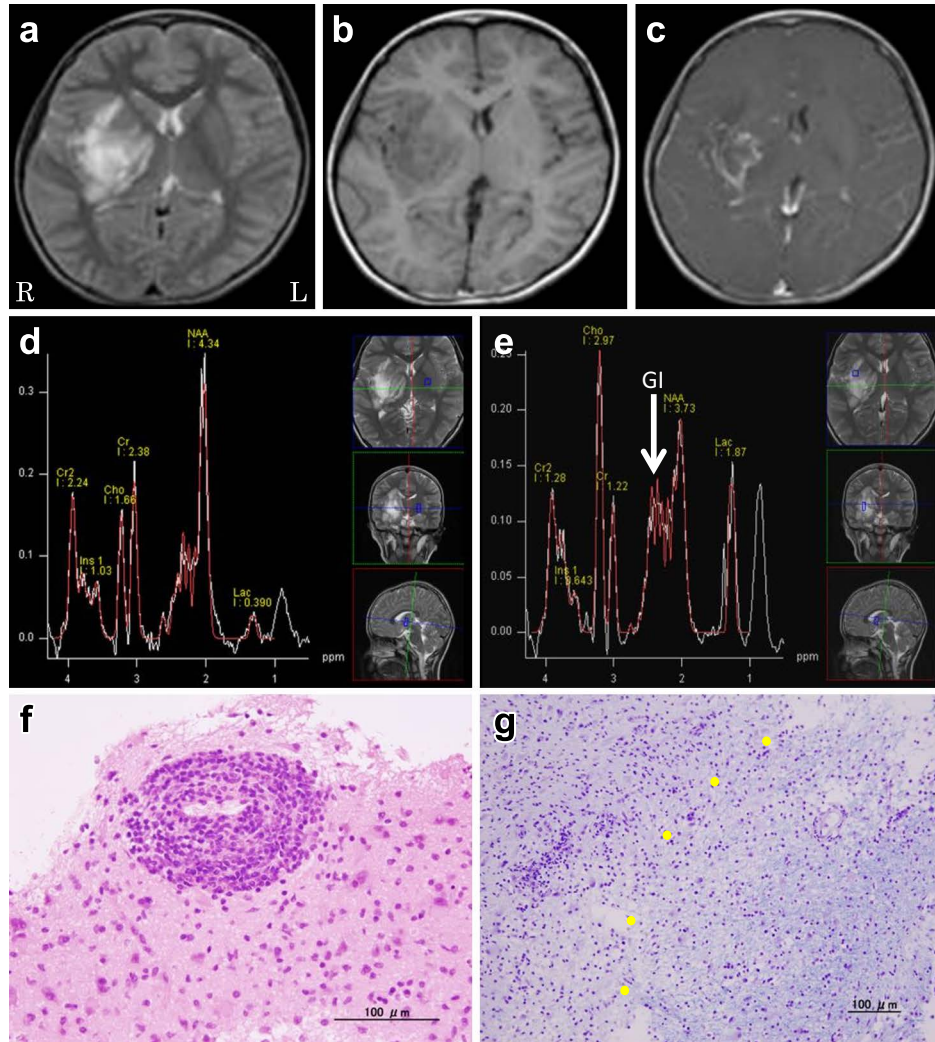 a
b
c
R
L
d
NAA
I : 4.34
0.3
Cr
I : 2.38
0.2
Cr2
I : 2.24
Cho
I : 1.66
0.1
Ins 1
I : 1.03
Lac
I : 0.390
0.0
ppm
4
3
2
1
e
Cho
I : 2.97
GI
0.20
NAA
I : 3.73
Lac
I : 1.87
0.15
Cr2
I : 1.28
Cr
I : 1.22
0.10
0.05
Ins 1
0.00
ppm
4
3
2
1
f
100 μm
g
100 μm